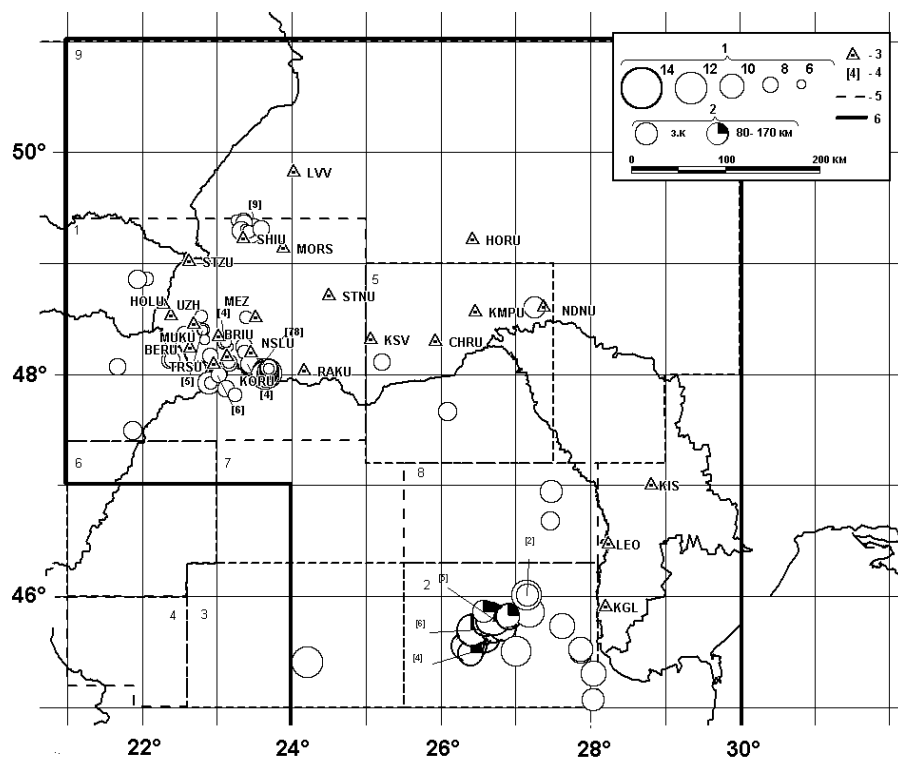 9
1
14 12 10 8 6
- 3
[4] - 4
- 5
6
2
з.к 80- 170 км
0 100 200 КМ
50°
LVV
[9]
1
SHIU
MORS
HORU
STZU
5
HOLU
UZH
MEZ
STNU
KMPU
NDNU
[4]
MUKU
BRIU
[78]
BERU
NSLU
KSV
CHRU
TRSU
RAKU
48°
[5]
KORU
[4]
[6]
6
7
8
KIS
[2]
LEO
46°
2
[5]
4
3
[6]
KGL
[4]
22° 24° 26° 28° 30°